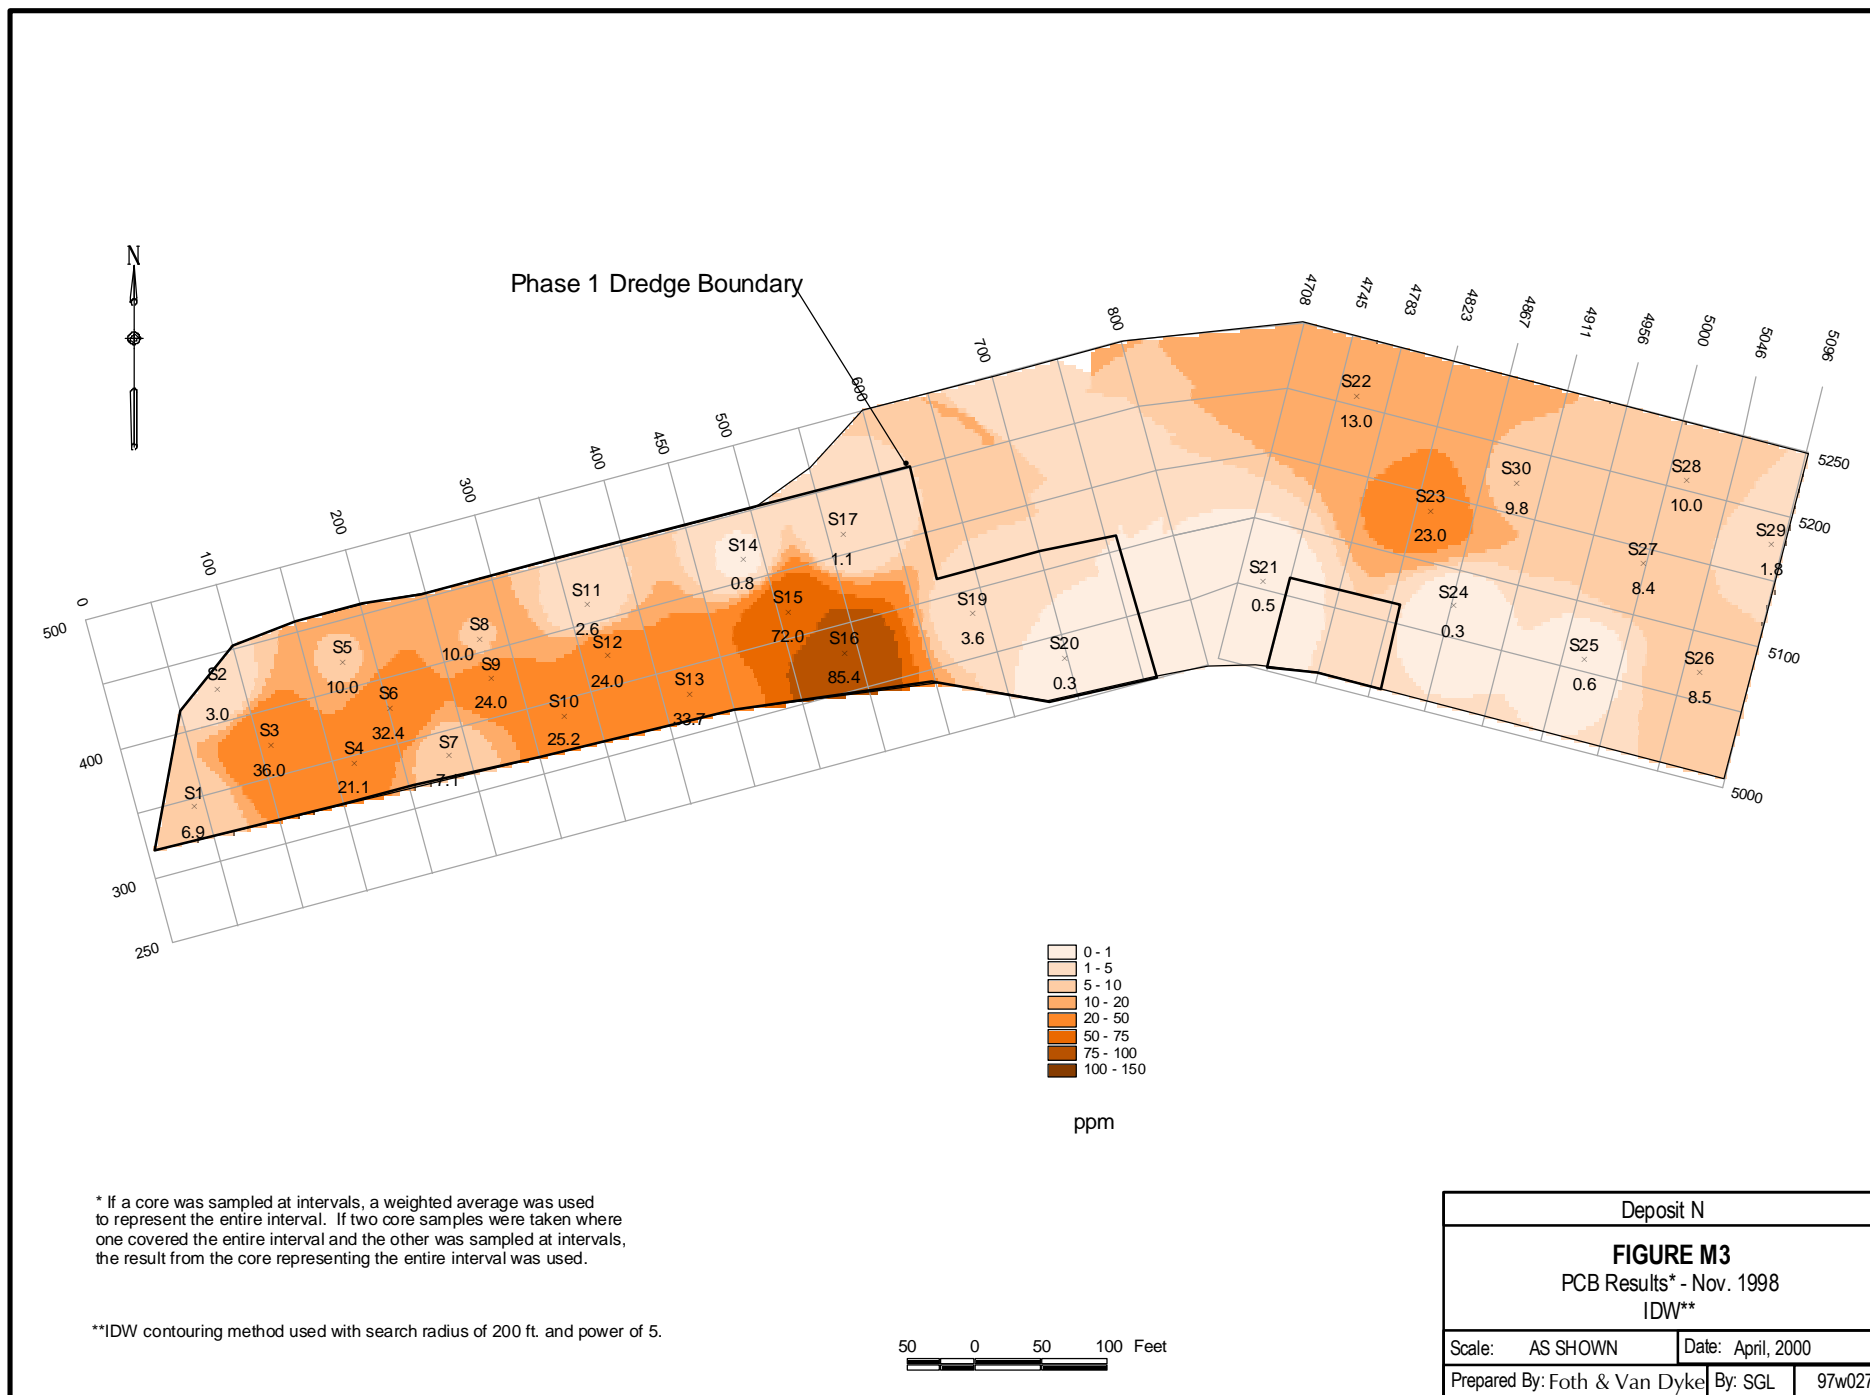 N
Phase 1 Dredge Boundary
0
100
200
300
400
450
500
600
700
800
4708
4745
4783
4823
4867
4911
4956
5000
5046
5096
500
400
300
250
5250
5200
5100
5000
S1
6.9
S2
3.0
S3
36.0
S4
21.1
S5
10.0
S6
32.4
S7
7.1
S8
10.0
S9
24.0
S10
25.2
S11
2.6
S12
24.0
S13
33.7
S14
0.8
S15
72.0
S16
85.4
S17
1.1
S19
3.6
S20
0.3
S21
0.5
S22
13.0
S23
23.0
S24
0.3
S25
0.6
S26
8.5
S27
8.4
S28
10.0
S29
1.8
S30
9.8
0 - 1
1 - 5
5 - 10
10 - 20
20 - 50
50 - 75
75 - 100
100 - 150
ppm
* If a core was sampled at intervals, a weighted average was used
to represent the entire interval. If two core samples were taken where
one covered the entire interval and the other was sampled at intervals,
the result from the core representing the entire interval was used.
**IDW contouring method used with search radius of 200 ft. and power of 5.
50 0 50 100 Feet
Deposit N
FIGURE M3
PCB Results* - Nov. 1998
IDW**
Scale: AS SHOWN Date: April, 2000
Prepared By: Foth & Van Dyke By: SGL 97w027